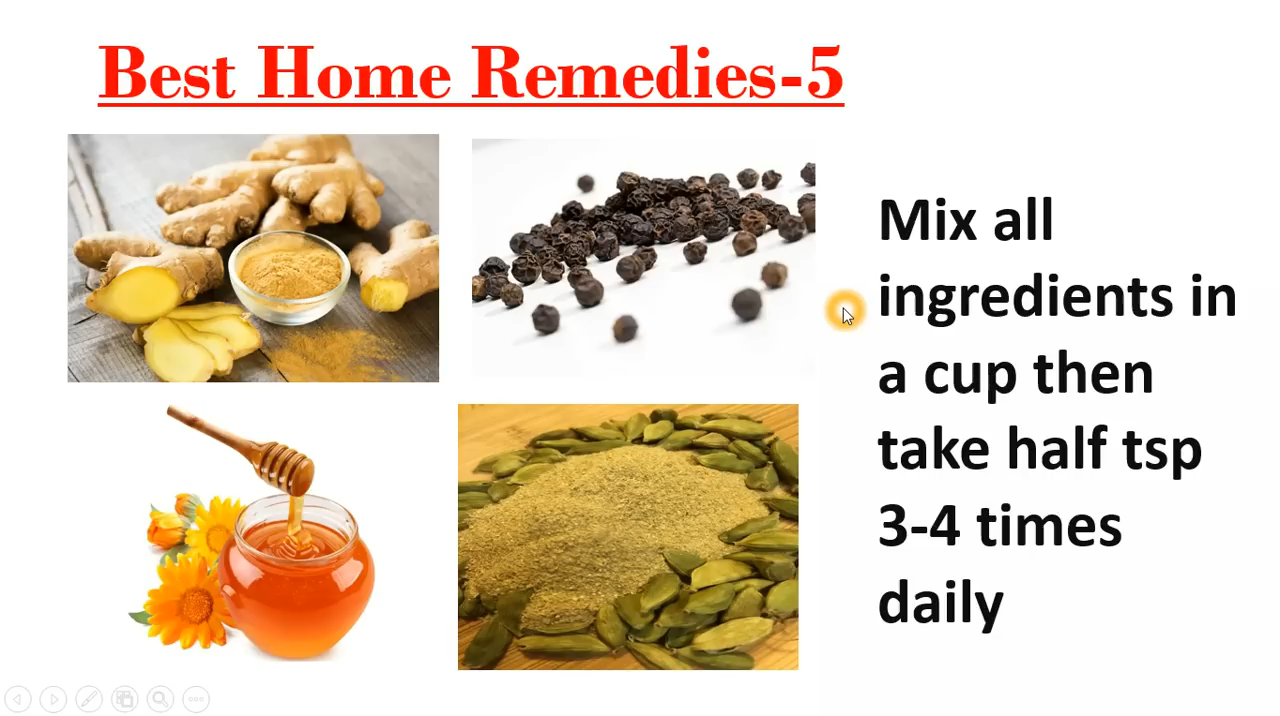 Best Home Remedies-5
Mix all
ingredients in
a cup then
take half tsp
3-4 times
daily